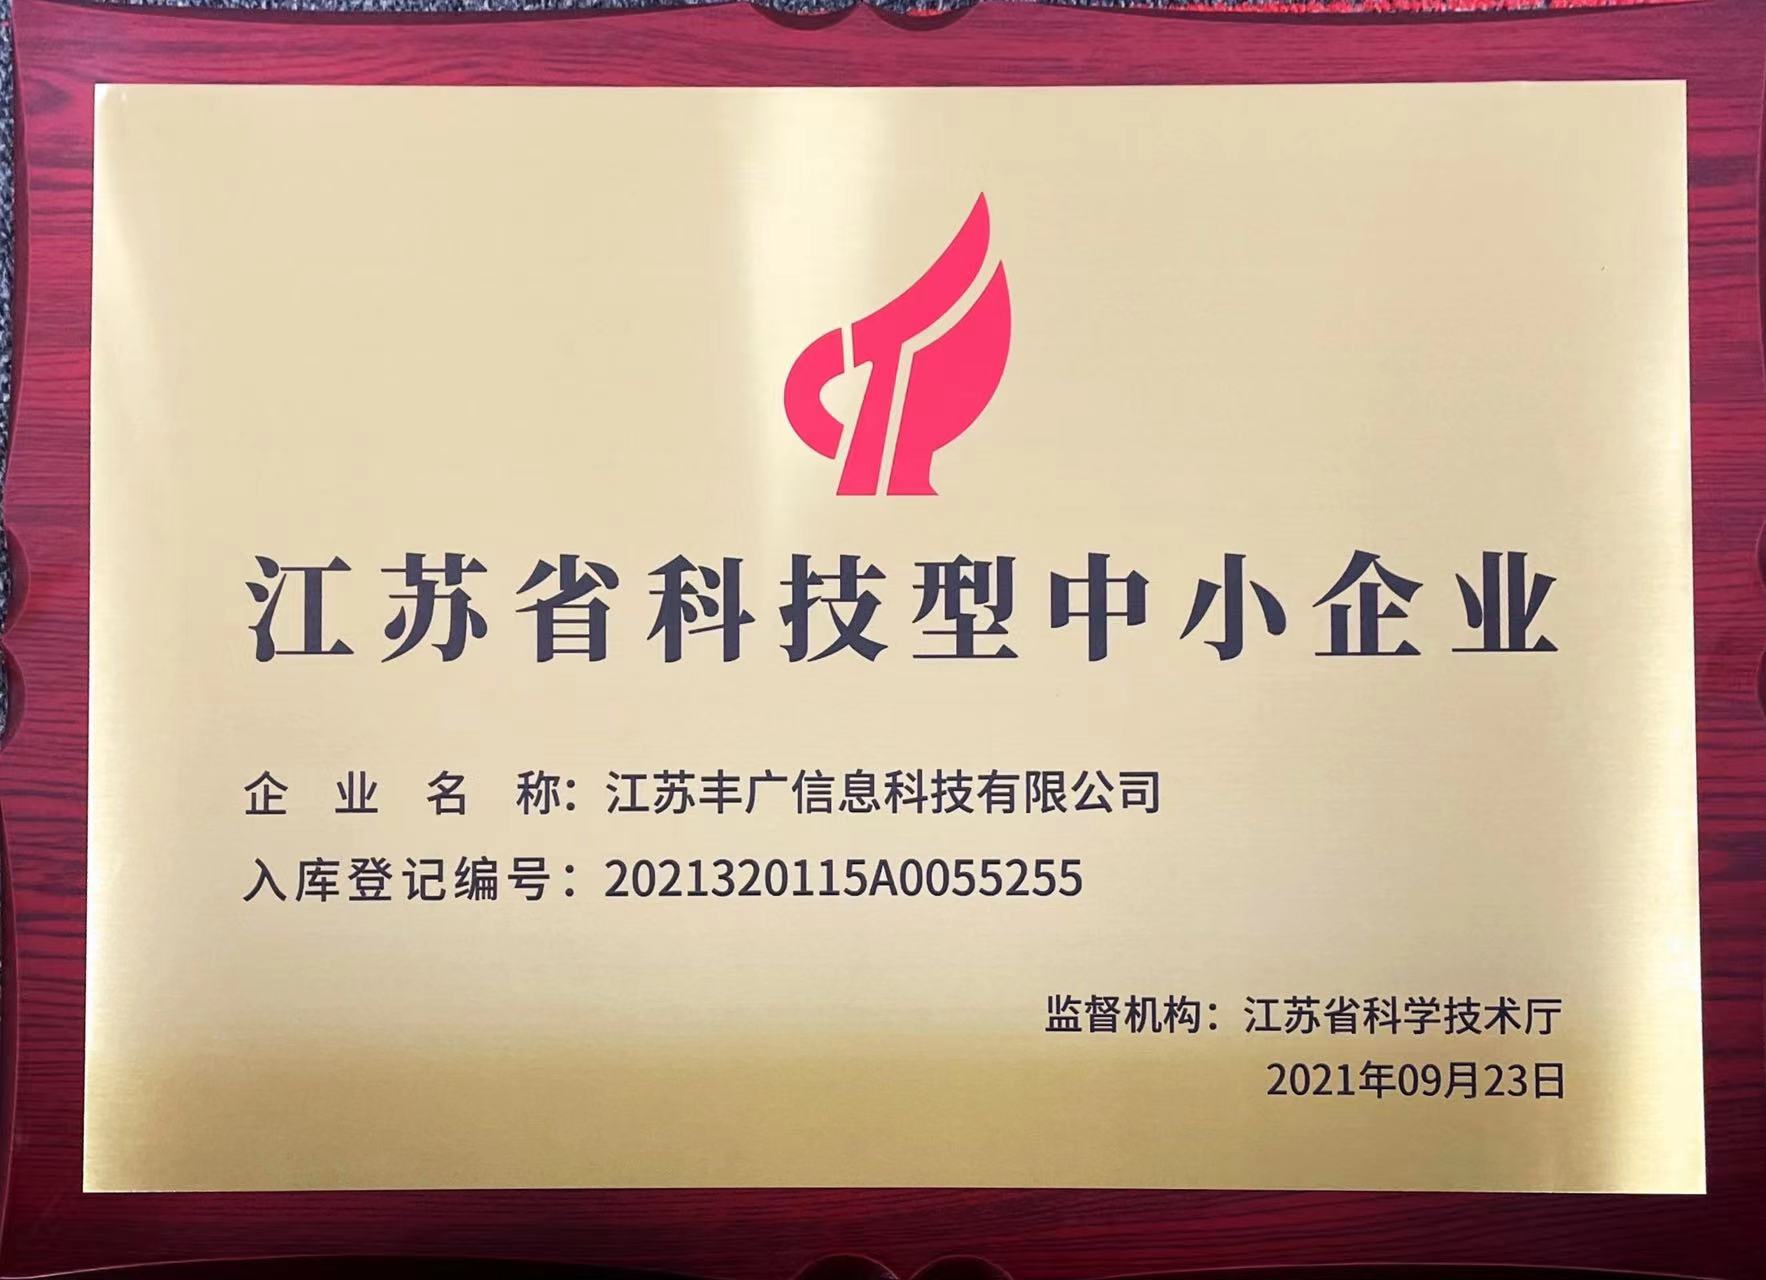 江苏省科技型中小企业
企业名称：江苏丰广信息科技有限公司
入库登记编号：2021320115A0055255
监督机构：江苏省科学技术厅
2021年09月23日